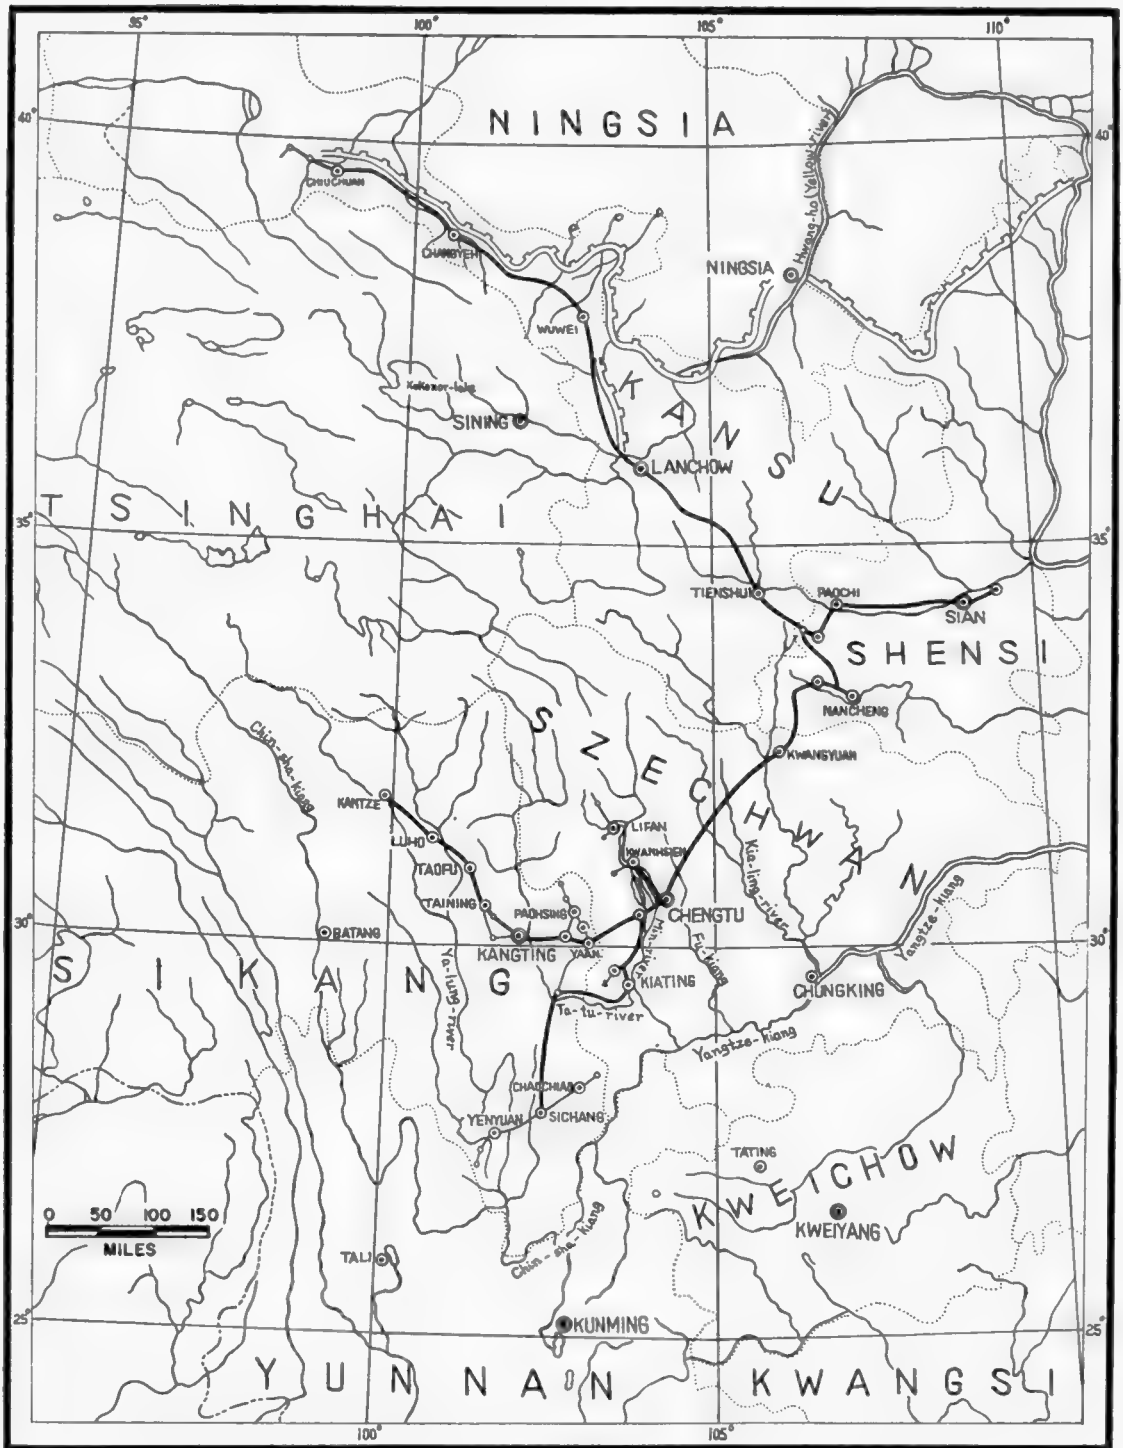 95° 100° 105° 110°
40° 40°
NINGSIA
CHIUCHUAN
Hwang-ho (Yellow-river)
CHANGYEH
NINGSIA
WUWEI
KANSU
Kokonor-lake
SINING
LANCHOW
TSINGHAI
35° 35°
TIENSHUI
PAOCHI
SIAN
SHENSI
NANCHENG
SZECHWAN
Chin-sha-kiang
KWANGYUAN
KANTZE
LIFAN
LUHO
KWANHSIEN
Kia-ling-river
TAOFU
TAINING
PAOHSING
CHENGTU
Yangtze-kiang
30° 30°
BATANG
KANGTING
YAAN
Min-river
Fu-kiang
SIKANG
Ya-lung-river
KIATING
CHUNGKING
Ta-tu-river
Yangtze-kiang
CHAOCHIAO
YENYUAN
SICHANG
TATING
KWEICHOW
0 50 100 150
MILES
KWEIYANG
TALI
Chin-sha-kiang
25° 25°
KUNMING
YUNNAN
KWANGSI
100° 105°